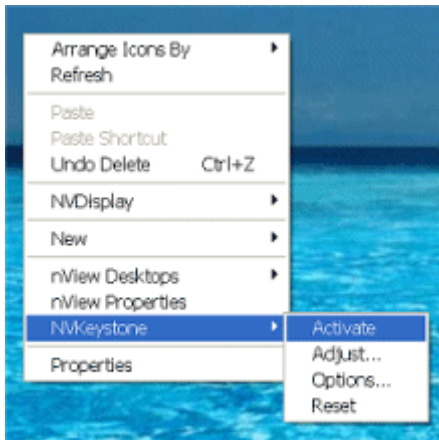 Arrange Icons By
Refresh
Paste
Paste Shortcut
Undo Delete Ctrl+Z
NVDisplay
New
nView Desktops
nView Properties
NVKeystone
Properties
Activate
Adjust...
Options...
Reset